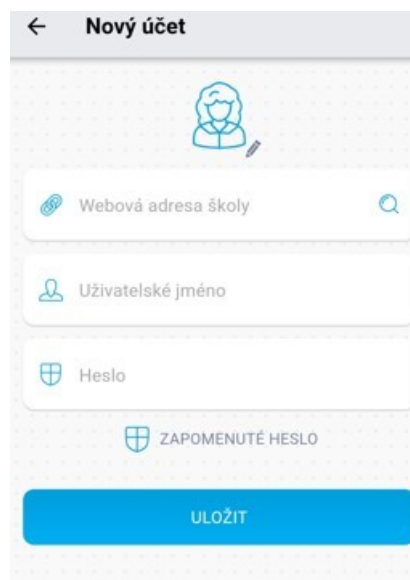 Nový účet
Webová adresa školy
Uživatelské jméno
Heslo
ZAPOMENUTÉ HESLO
ULOŽIT